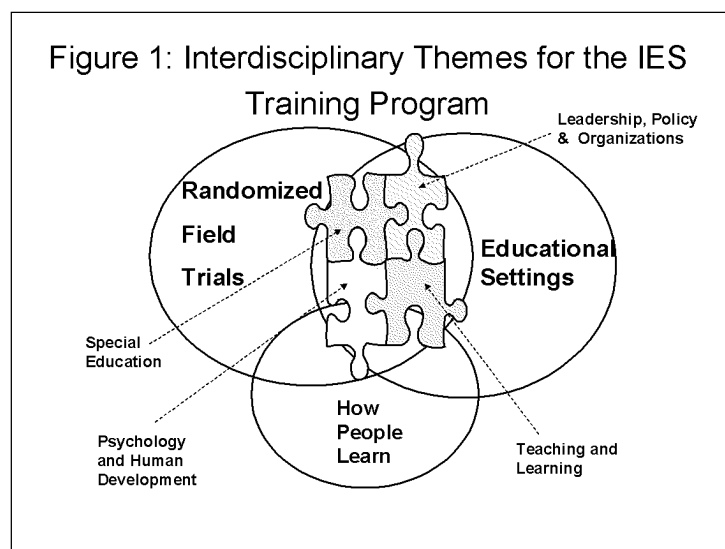 Figure 1: Interdisciplinary Themes for the IES
Training Program
Leadership, Policy
& Organizations
Randomized
Field
Trials
Educational
Settings
Special
Education
How
People
Learn
Psychology
and Human
Development
Teaching and
Learning